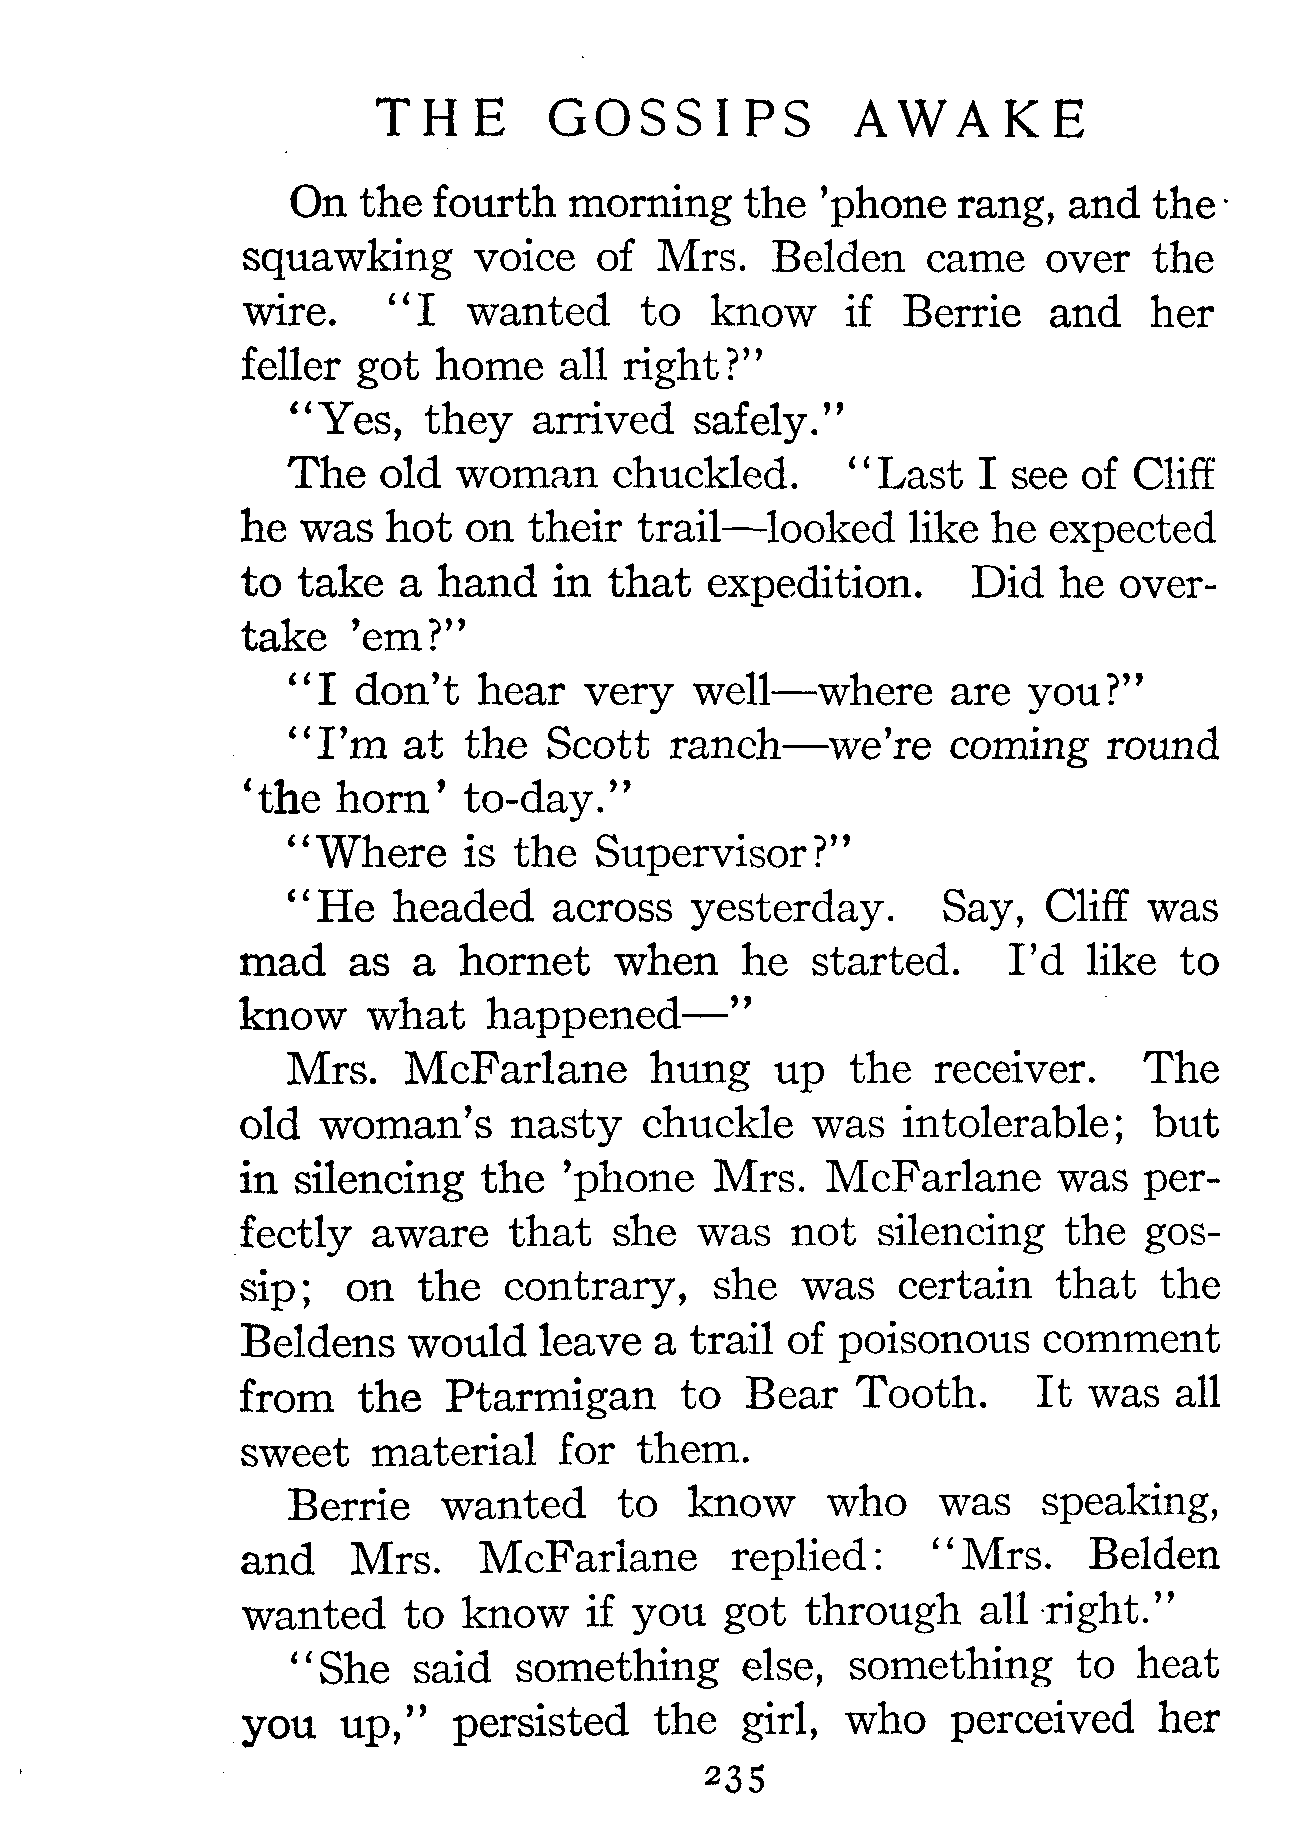 THE GOSSIPS AWAKE
On the fourth morning the 'phone rang, and the
squawking voice of Mrs. Belden came over the
wire. "I wanted to know if Berrie and her
feller got home all right?"
"Yes, they arrived safely."
The old woman chuckled. "Last I see of Cliff
he was hot on their trail—looked like he expected
to take a hand in that expedition. Did he over-
take 'em?"
"I don't hear very well—where are you?"
"I'm at the Scott ranch—we're coming round
'the horn' to-day."
"Where is the Supervisor?"
"He headed across yesterday. Say, Cliff was
mad as a hornet when he started. I'd like to
know what happened—"
Mrs. McFarlane hung up the receiver. The
old woman's nasty chuckle was intolerable; but
in silencing the 'phone Mrs. McFarlane was per-
fectly aware that she was not silencing the gos-
sip; on the contrary, she was certain that the
Beldens would leave a trail of poisonous comment
from the Ptarmigan to Bear Tooth. It was all
sweet material for them.
Berrie wanted to know who was speaking,
and Mrs. McFarlane replied: "Mrs. Belden
wanted to know if you got through all right."
"She said something else, something to heat
you up," persisted the girl, who perceived her
235